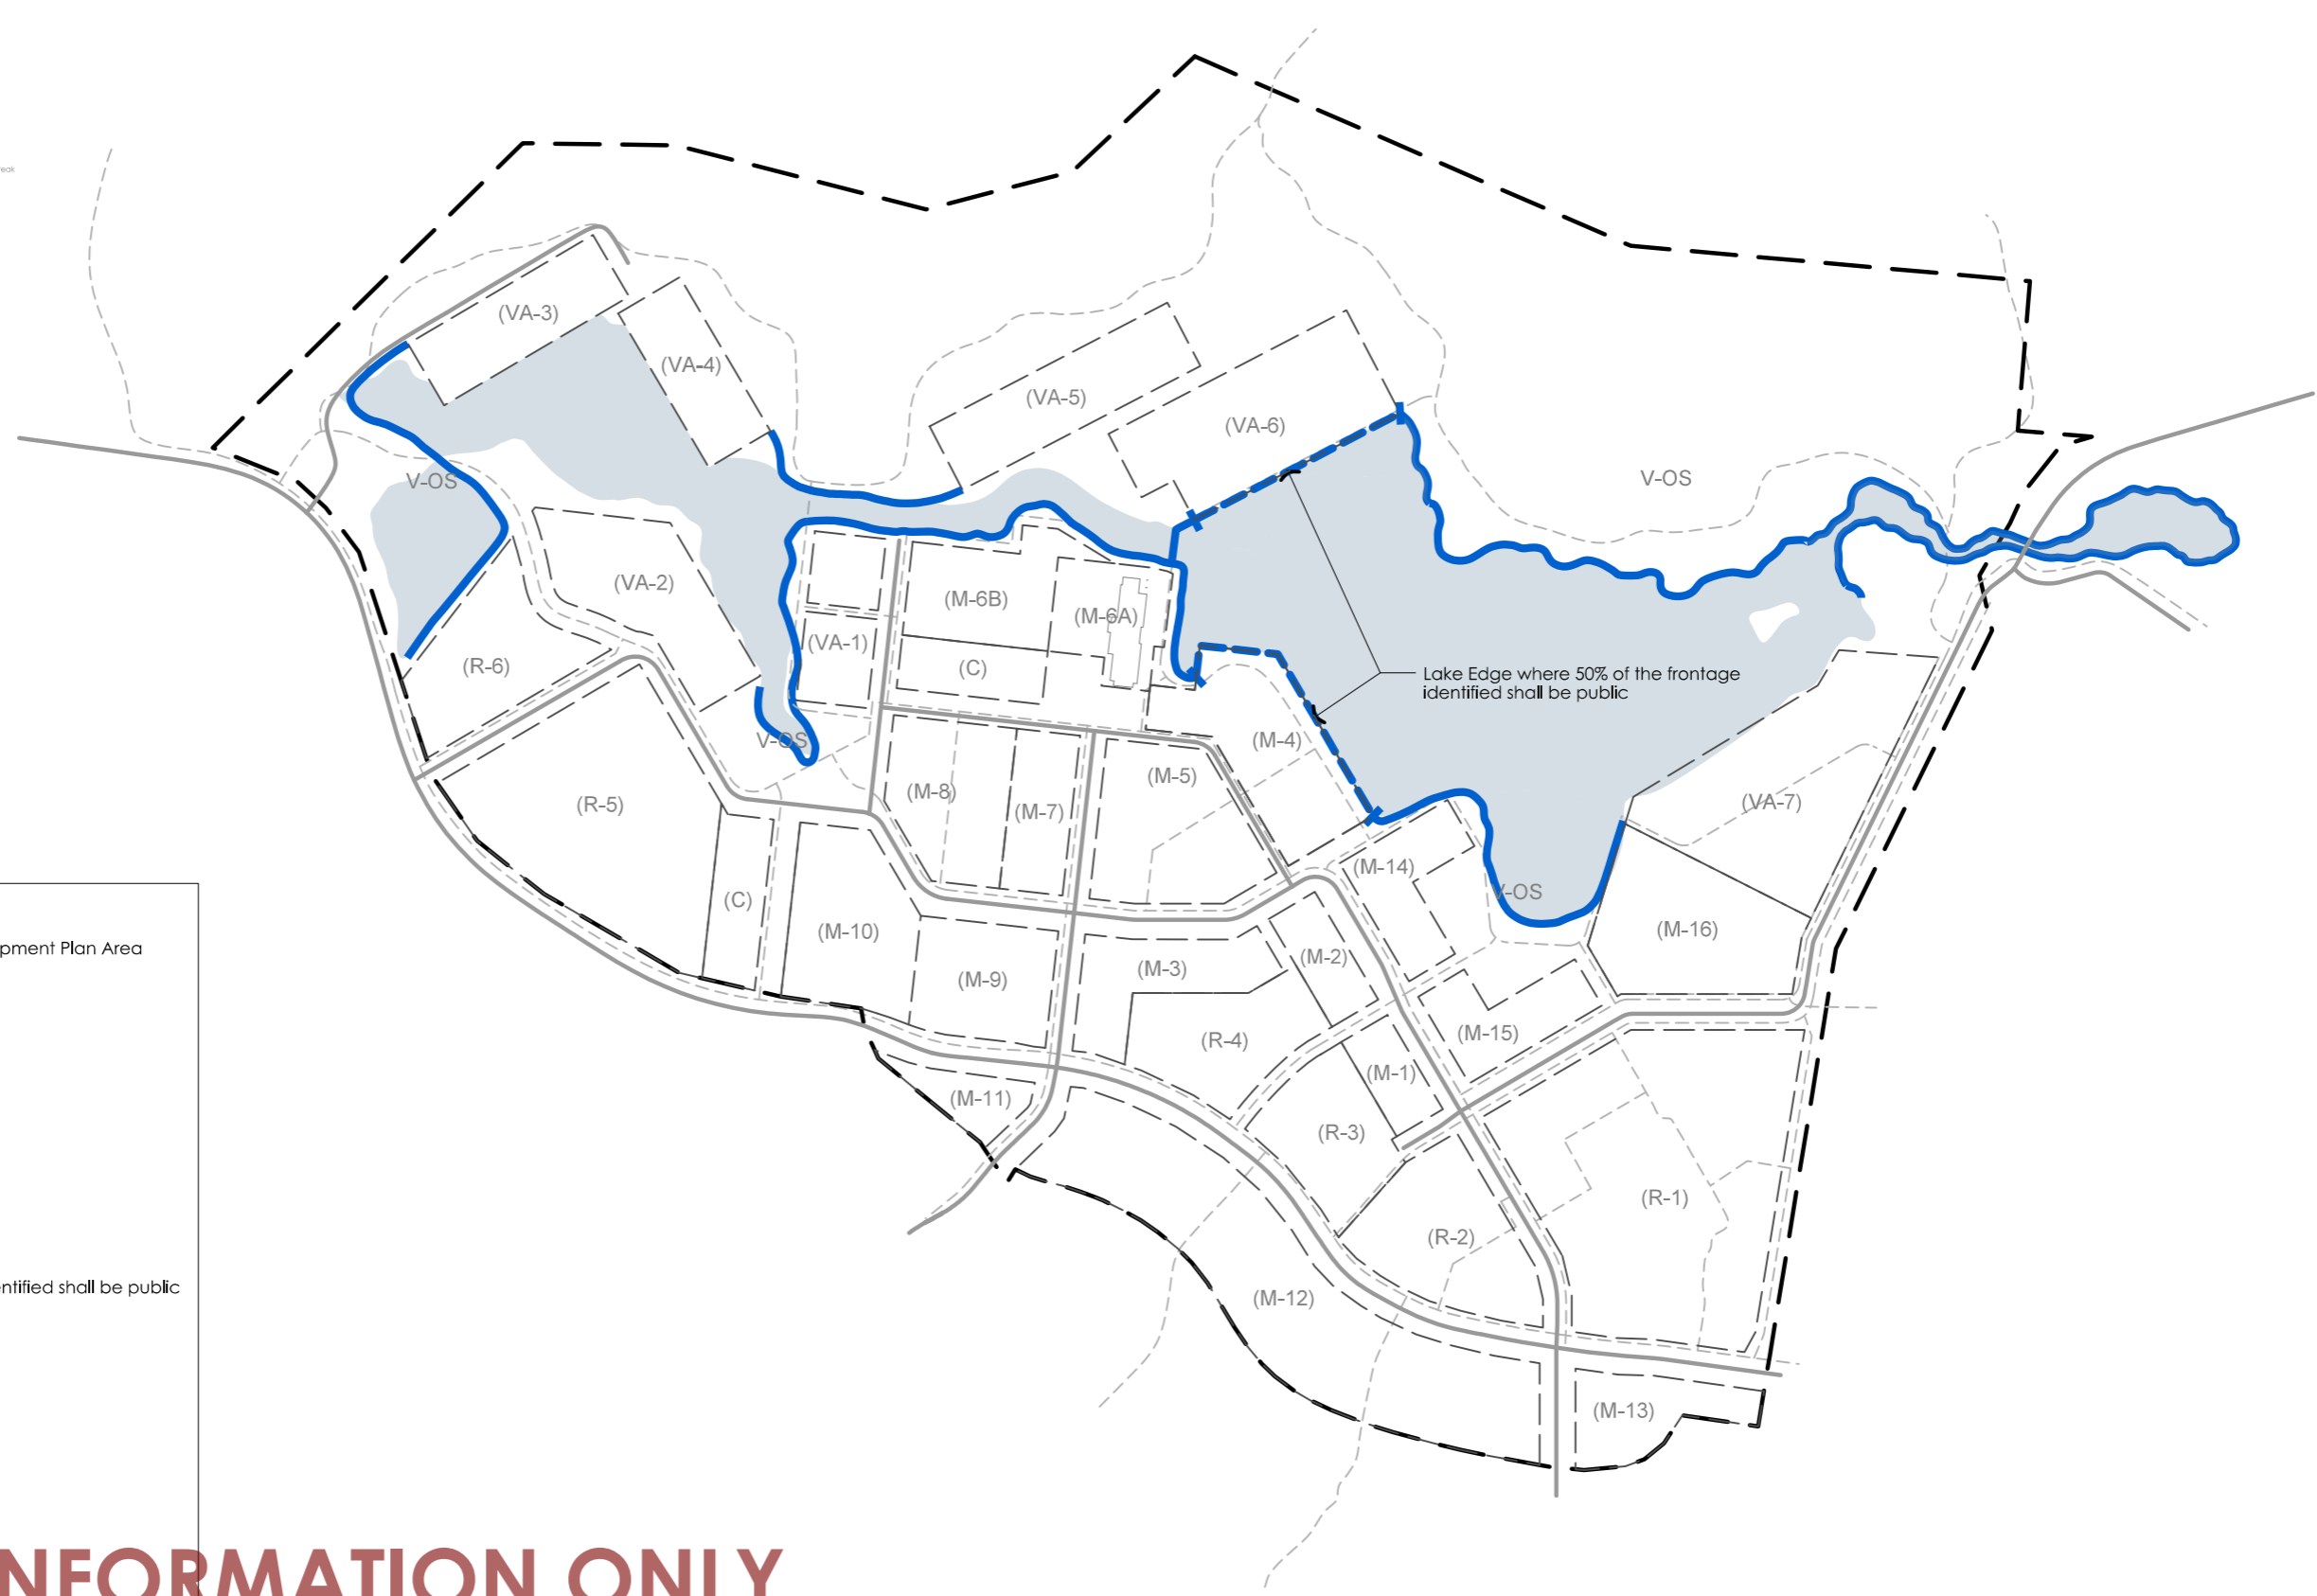 (VA-3)
(VA-4)
(VA-5)
(VA-6)
V-OS
V-OS
(VA-2)
(M-6B)
(M-6A)
(VA-1)
(R-6)
(C)
Lake Edge where 50% of the frontage
identified shall be public
V-OS
(M-4)
(M-5)
(R-5)
(M-8)
(M-7)
(VA-7)
(M-14)
V-OS
(C)
(M-10)
(M-16)
pment Plan Area
(M-2)
(M-3)
(M-9)
(M-15)
(R-4)
(M-1)
(M-11)
(R-3)
(R-1)
(R-2)
ntified shall be public
(M-12)
(M-13)
NFORMATION ONLY